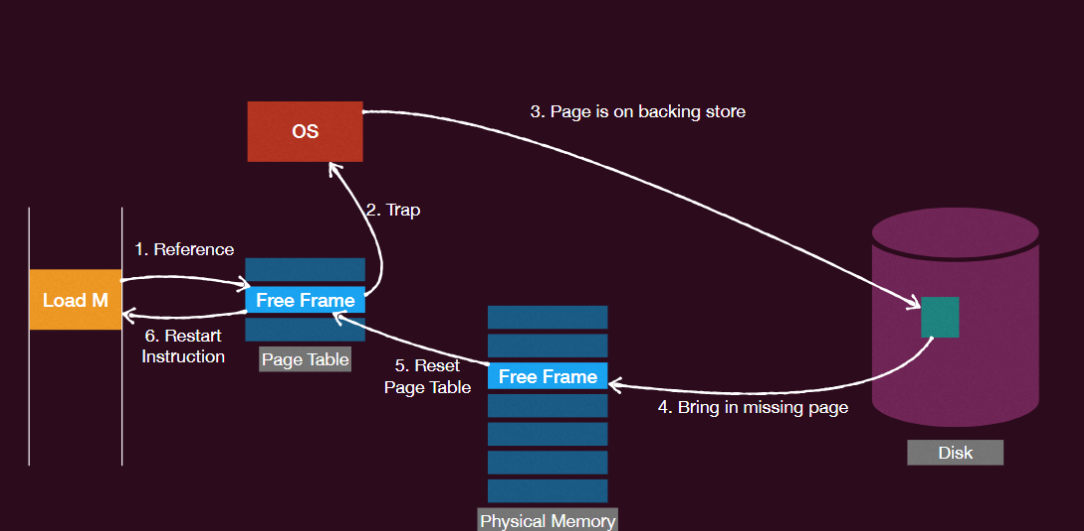 3. Page is on backing store
OS
2. Trap
1. Reference
Load M
Free Frame
6. Restart
Instruction
Page Table
5. Reset
Page Table
Free Frame
4. Bring in missing page
Disk
Physical Memory